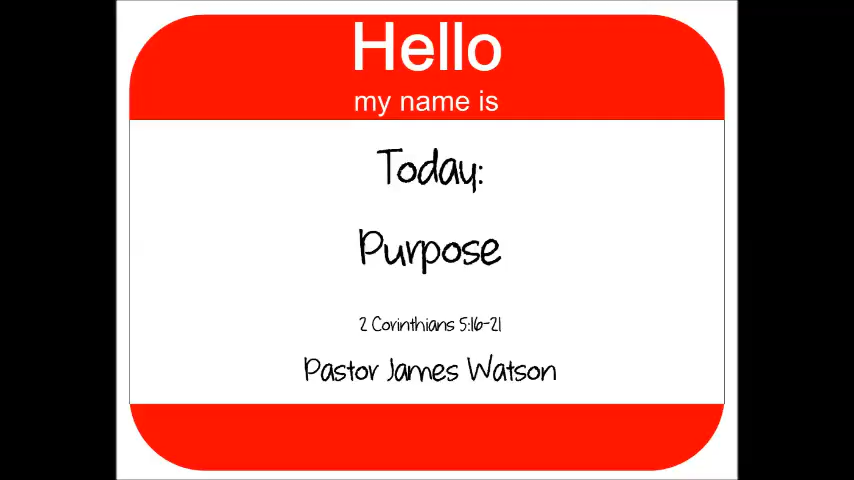 Hello
my name is
Today:
Purpose
2 Corinthians 5:16-21
Pastor James Watson